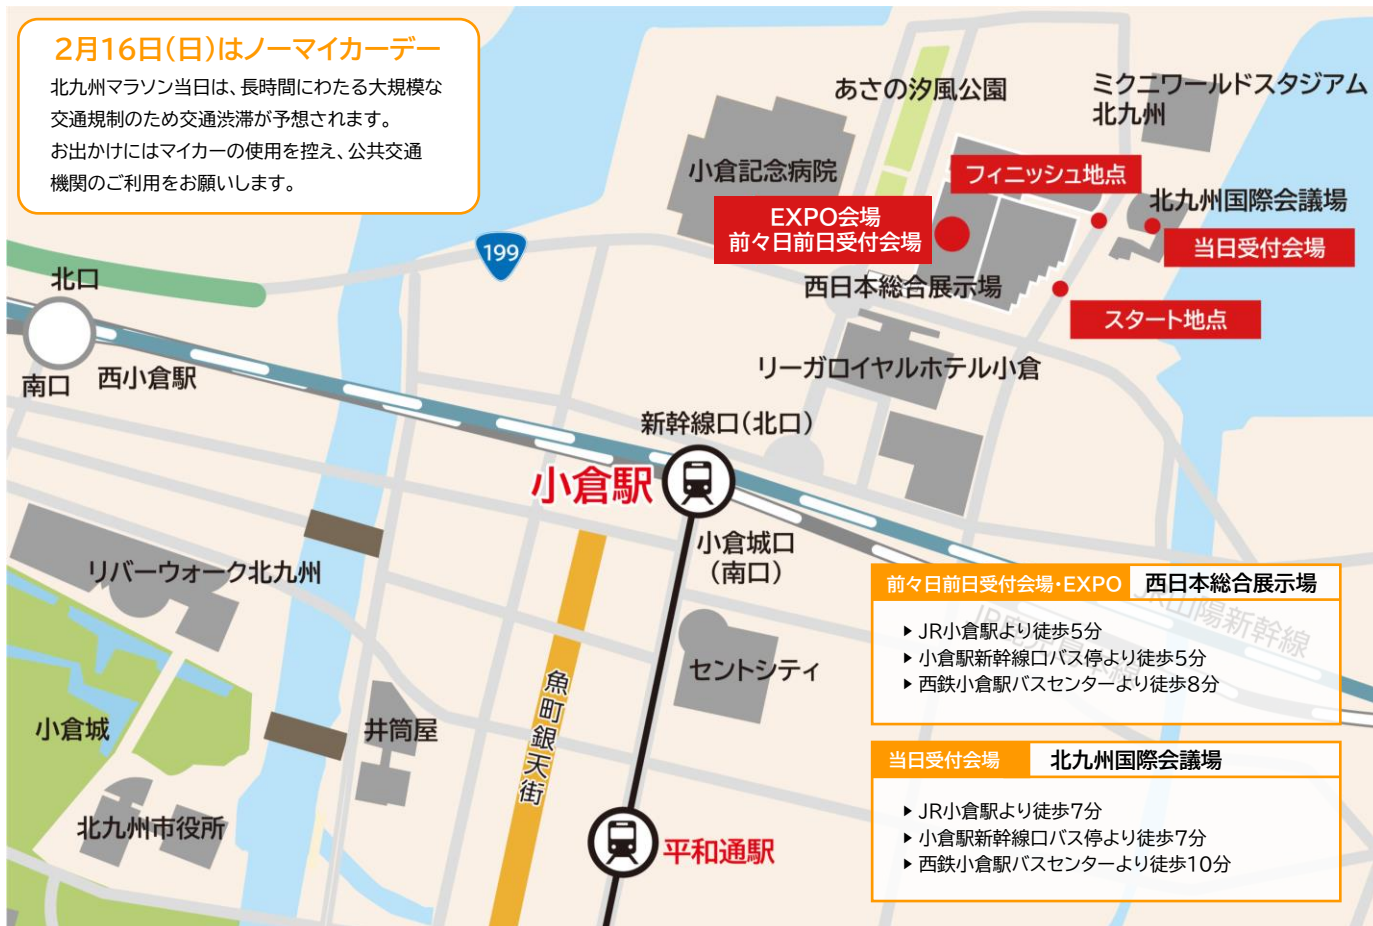 2月16日(日)はノーマイカーデー
北九州マラソン当日は、長時間にわたる大規模な
交通規制のため交通渋滞が予想されます。
お出かけにはマイカーの使用を控え、公共交通
機関のご利用をお願いします。
あさの汐風公園
ミクニワールドスタジアム
北九州
小倉記念病院
フィニッシュ地点
北九州国際会議場
EXPO会場
前々日前日受付会場
当日受付会場
199
北口
西日本総合展示場
スタート地点
リーガロイヤルホテル小倉
南口
西小倉駅
新幹線口(北口)
小倉駅
小倉城口
(南口)
リバーウォーク北九州
前々日前日受付会場・EXPO
西日本総合展示場
JR山陽新幹線
JR鹿児島本線
▶ JR小倉駅より徒歩5分
▶ 小倉駅新幹線口バス停より徒歩5分
▶ 西鉄小倉駅バスセンターより徒歩8分
セントシティ
魚町銀天街
小倉城
井筒屋
当日受付会場
北九州国際会議場
▶ JR小倉駅より徒歩7分
▶ 小倉駅新幹線口バス停より徒歩7分
▶ 西鉄小倉駅バスセンターより徒歩10分
北九州市役所
平和通駅